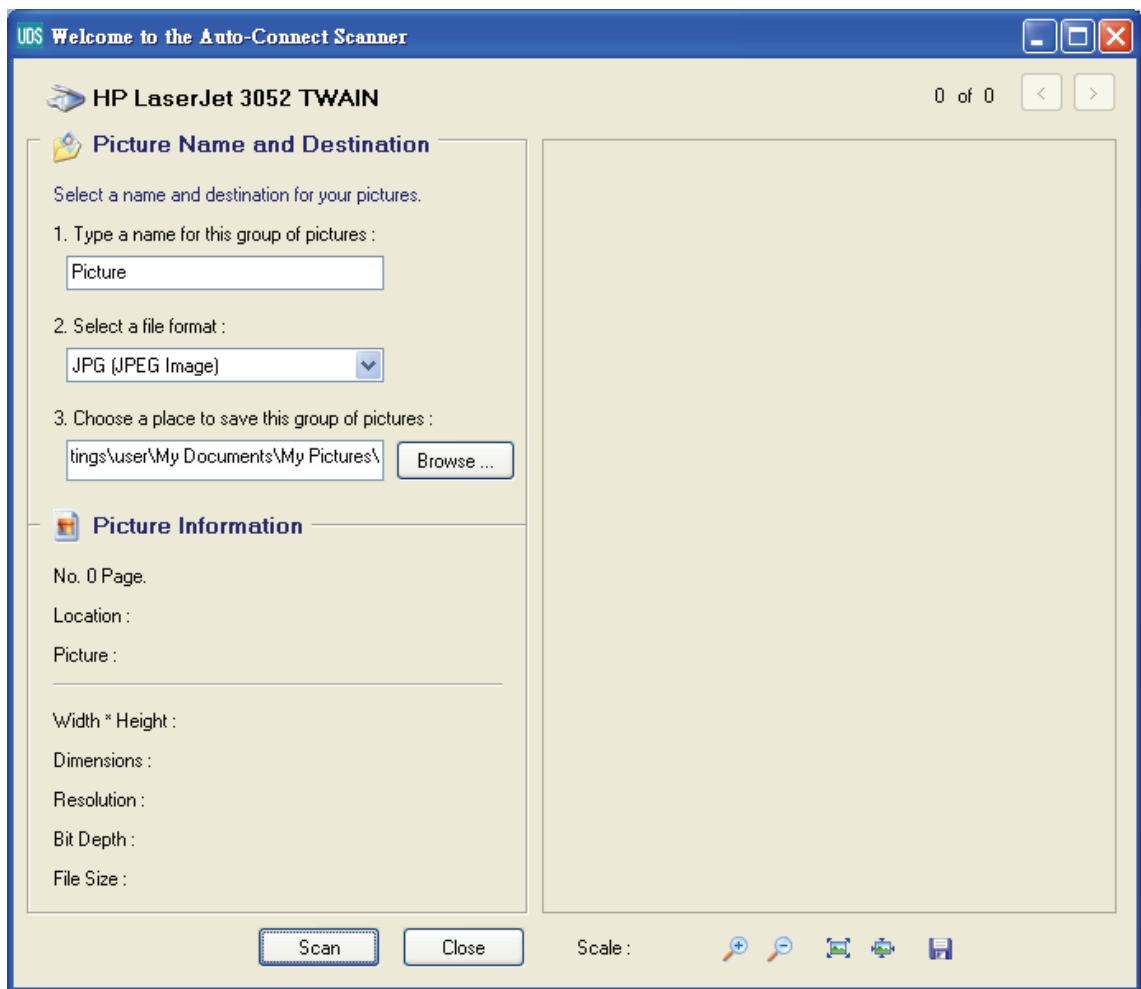 UDS Welcome to the Auto-Connect Scanner
HP LaserJet 3052 TWAIN
0 of 0
< >
Picture Name and Destination
Select a name and destination for your pictures.
1. Type a name for this group of pictures :
Picture
2. Select a file format :
JPG (JPEG Image)
3. Choose a place to save this group of pictures :
tings\user\My Documents\My Pictures\
Browse ...
Picture Information
No. 0 Page.
Location :
Picture :
Width * Height :
Dimensions :
Resolution :
Bit Depth :
File Size :
Scan
Close
Scale :